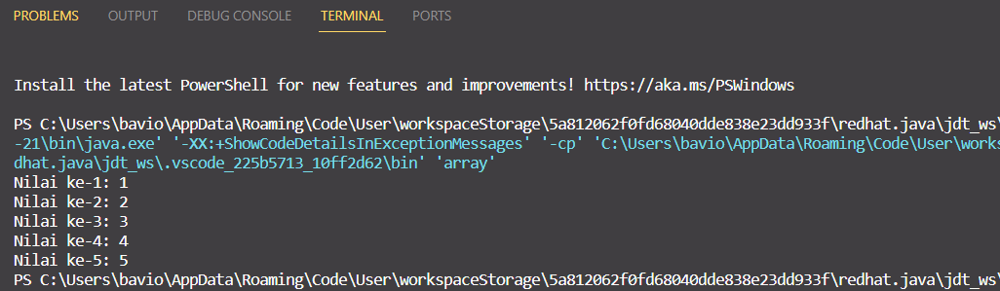 PROBLEMS OUTPUT DEBUG CONSOLE TERMINAL PORTS
Install the latest PowerShell for new features and improvements! https://aka.ms/PSWindows
PS C:\Users\bavio\AppData\Roaming\Code\User\workspaceStorage\5a812062f0fd68040dde838e23dd933f\redhat.java\jdt_ws\
-21\bin\java.exe' '-XX:+ShowCodeDetailsInExceptionMessages' '-cp' 'C:\Users\bavio\AppData\Roaming\Code\User\works
dhat.java\jdt_ws\.vscode_225b5713_10ff2d62\bin' 'array'
Nilai ke-1: 1
Nilai ke-2: 2
Nilai ke-3: 3
Nilai ke-4: 4
Nilai ke-5: 5
PS C:\Users\bavio\AppData\Roaming\Code\User\workspaceStorage\5a812062f0fd68040dde838e23dd933f\redhat.java\jdt_ws\